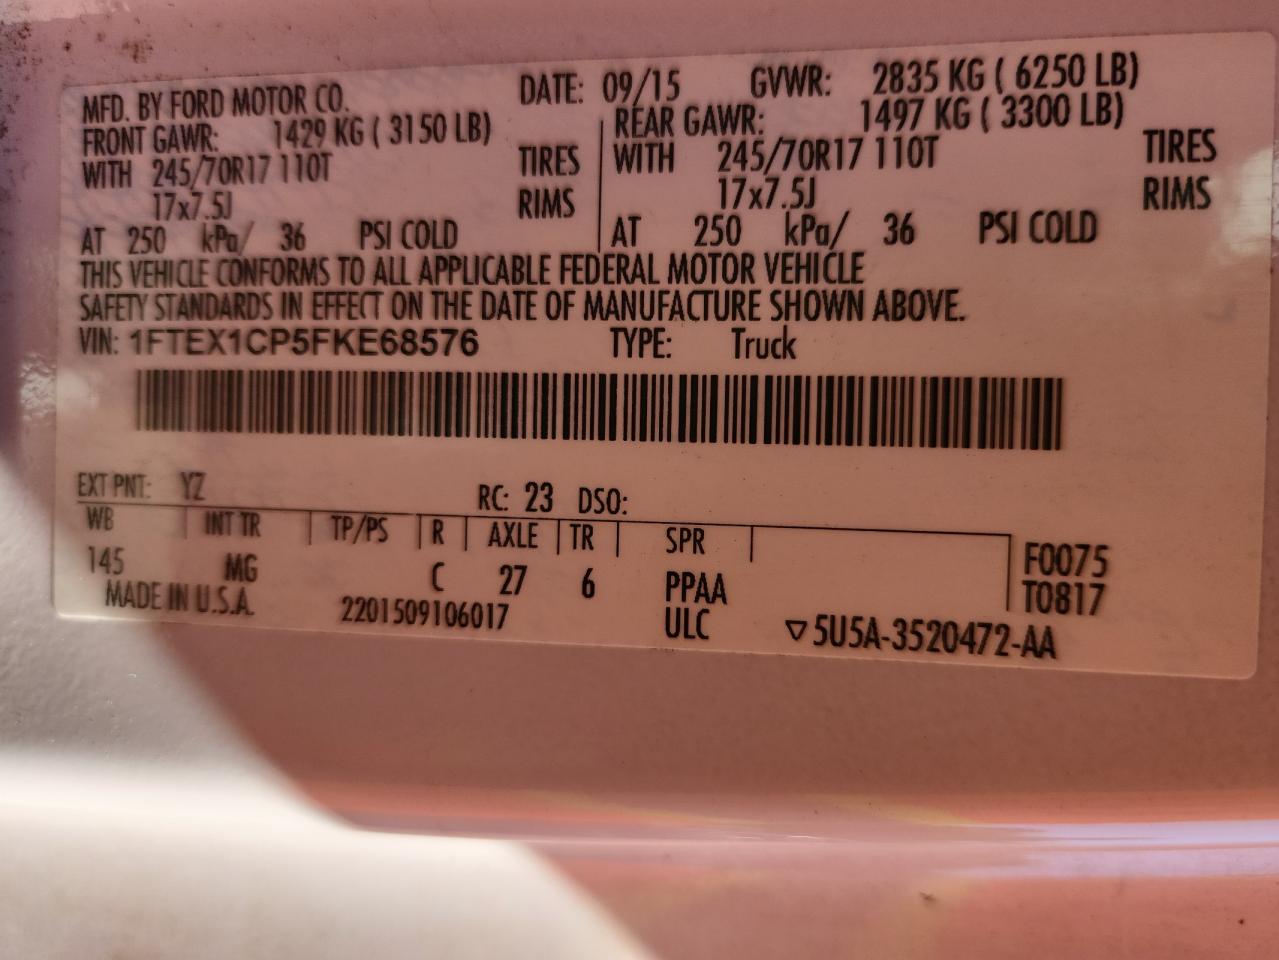 MFD. BY FORD MOTOR CO. DATE: 09/15 GVWR: 2835 KG ( 6250 LB)
FRONT GAWR: 1429 KG ( 3150 LB) REAR GAWR: 1497 KG ( 3300 LB)
WITH 245/70R17 110T TIRES WITH 245/70R17 110T TIRES
17x7.5J RIMS 17x7.5J RIMS
AT 250 kPa/ 36 PSI COLD AT 250 kPa/ 36 PSI COLD
THIS VEHICLE CONFORMS TO ALL APPLICABLE FEDERAL MOTOR VEHICLE
SAFETY STANDARDS IN EFFECT ON THE DATE OF MANUFACTURE SHOWN ABOVE.
VIN: 1FTEX1CP5FKE68576 TYPE: Truck
EXT PNT: YZ RC: 23 DSO:
WB INT TR TP/PS R AXLE TR SPR F0075
145 MG C 27 6 PPAA T0817
MADE IN U.S.A. 2201509106017 ULC ▽5U5A-3520472-AA